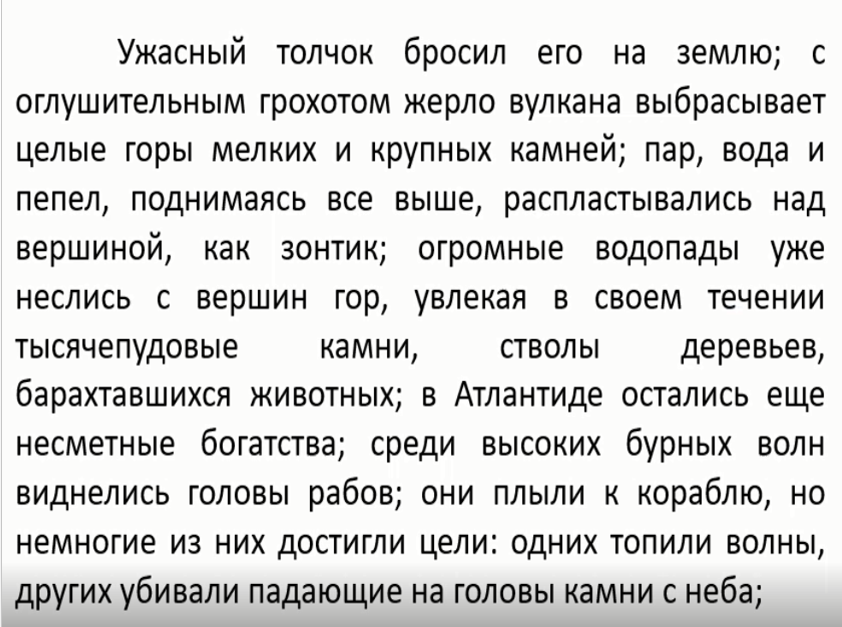 Ужасный толчок бросил его на землю; с
оглушительным грохотом жерло вулкана выбрасывает
целые горы мелких и крупных камней; пар, вода и
пепел, поднимаясь все выше, распластывались над
вершиной, как зонтик; огромные водопады уже
неслись с вершин гор, увлекая в своем течении
тысячепудовые камни, стволы деревьев,
барахтавшихся животных; в Атлантиде остались еще
несметные богатства; среди высоких бурных волн
виднелись головы рабов; они плыли к кораблю, но
немногие из них достигли цели: одних топили волны,
других убивали падающие на головы камни с неба;